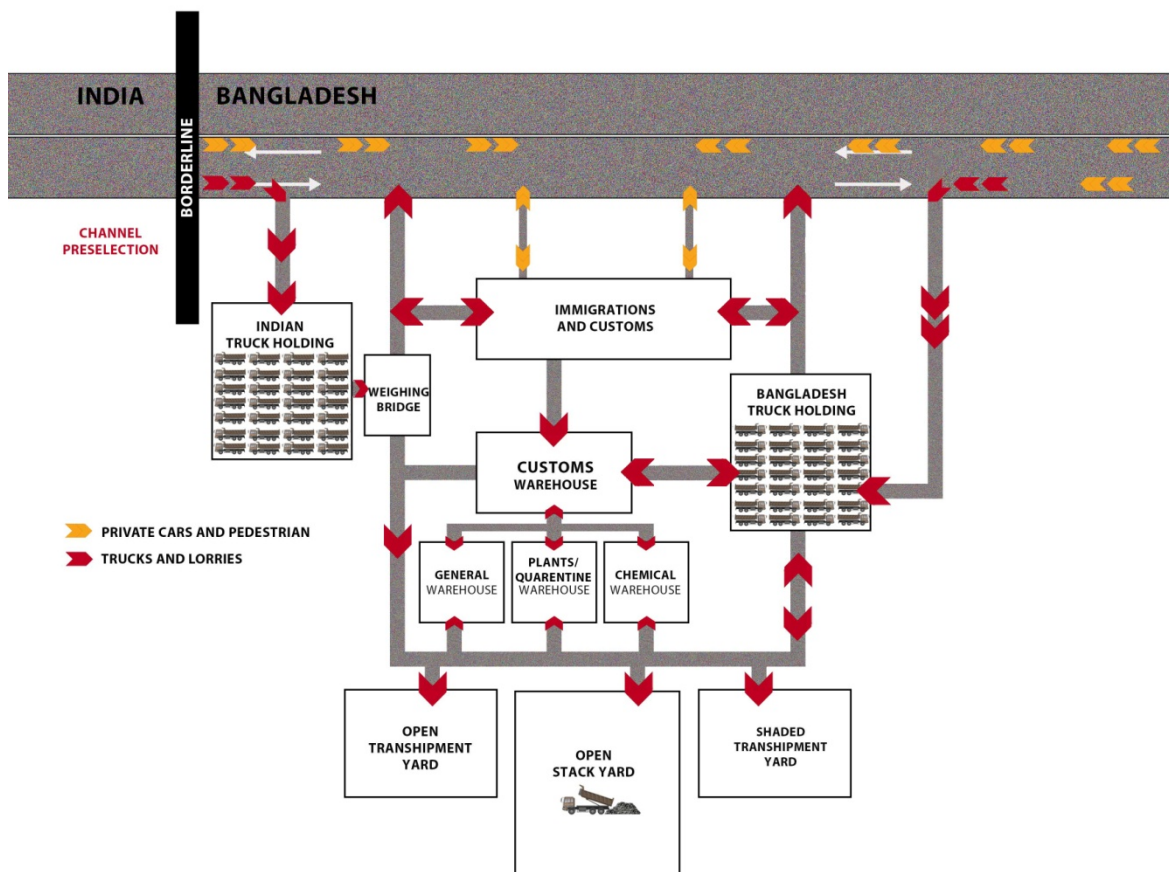 INDIA
BANGLADESH
BORDERLINE
CHANNEL
PRESELECTION
INDIAN
TRUCK HOLDING
WEIGHING
BRIDGE
IMMIGRATIONS
AND CUSTOMS
BANGLADESH
TRUCK HOLDING
CUSTOMS
WAREHOUSE
PRIVATE CARS AND PEDESTRIAN
TRUCKS AND LORRIES
GENERAL
WAREHOUSE
PLANTS/
QUARENTINE
WAREHOUSE
CHEMICAL
WAREHOUSE
OPEN
TRANSHIPMENT
YARD
OPEN
STACK YARD
SHADED
TRANSHIPMENT
YARD